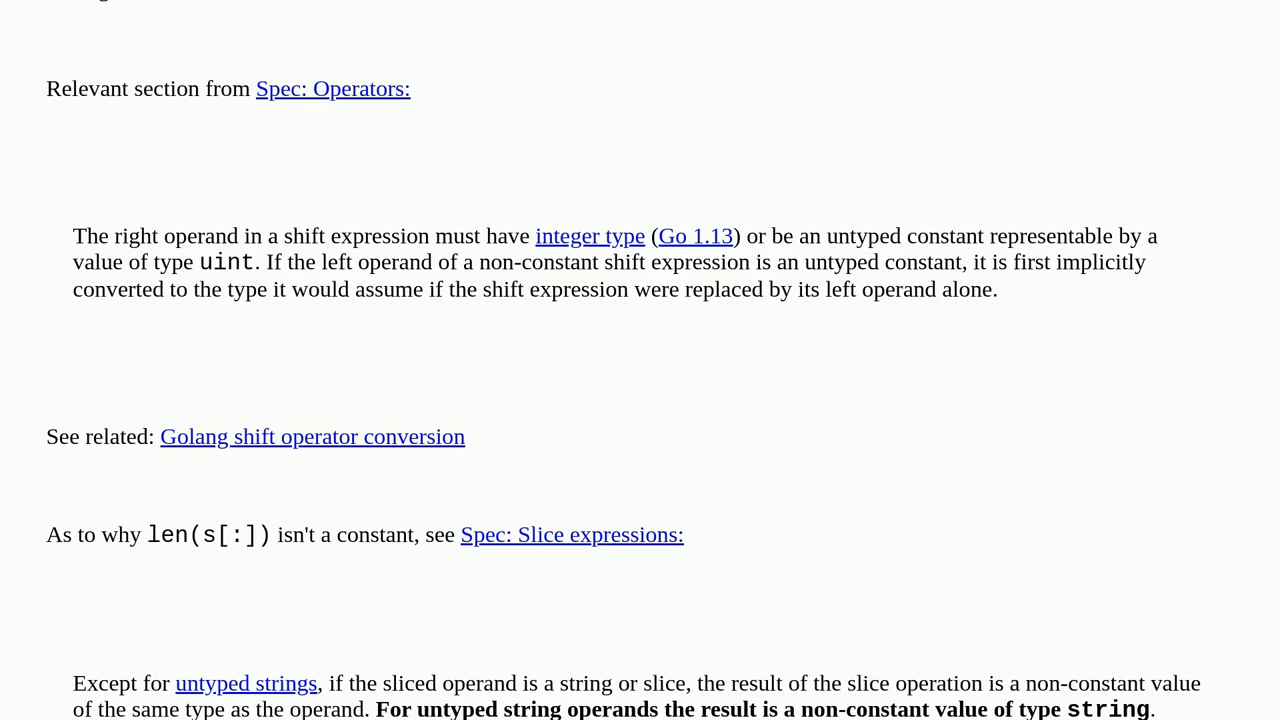 Relevant section from Spec: Operators:
The right operand in a shift expression must have integer type (Go 1.13) or be an untyped constant representable by a
value of type uint. If the left operand of a non-constant shift expression is an untyped constant, it is first implicitly
converted to the type it would assume if the shift expression were replaced by its left operand alone.
See related: Golang shift operator conversion
As to why len(s[:]) isn't a constant, see Spec: Slice expressions:
Except for untyped strings, if the sliced operand is a string or slice, the result of the slice operation is a non-constant value
of the same type as the operand. For untyped string operands the result is a non-constant value of type string.